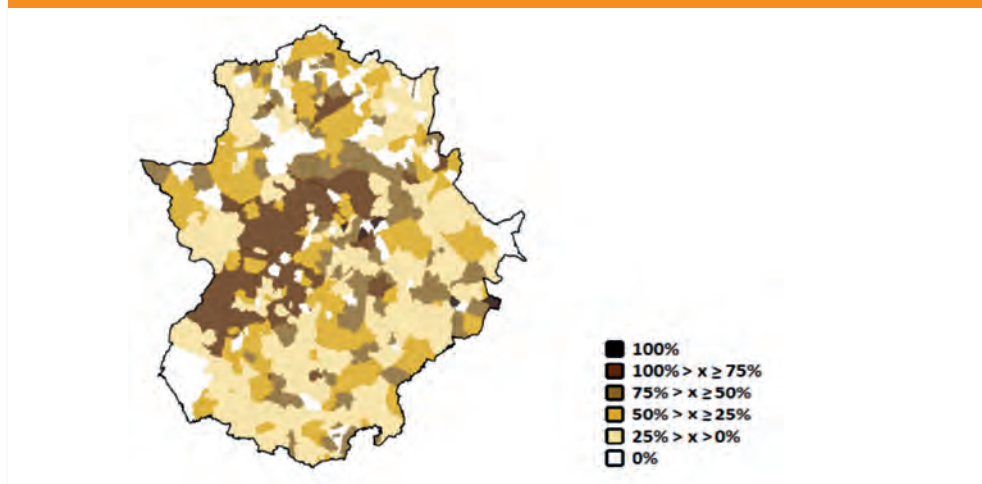 100%
100% > x ≥ 75%
75% > x ≥ 50%
50% > x ≥ 25%
25% > x > 0%
0%